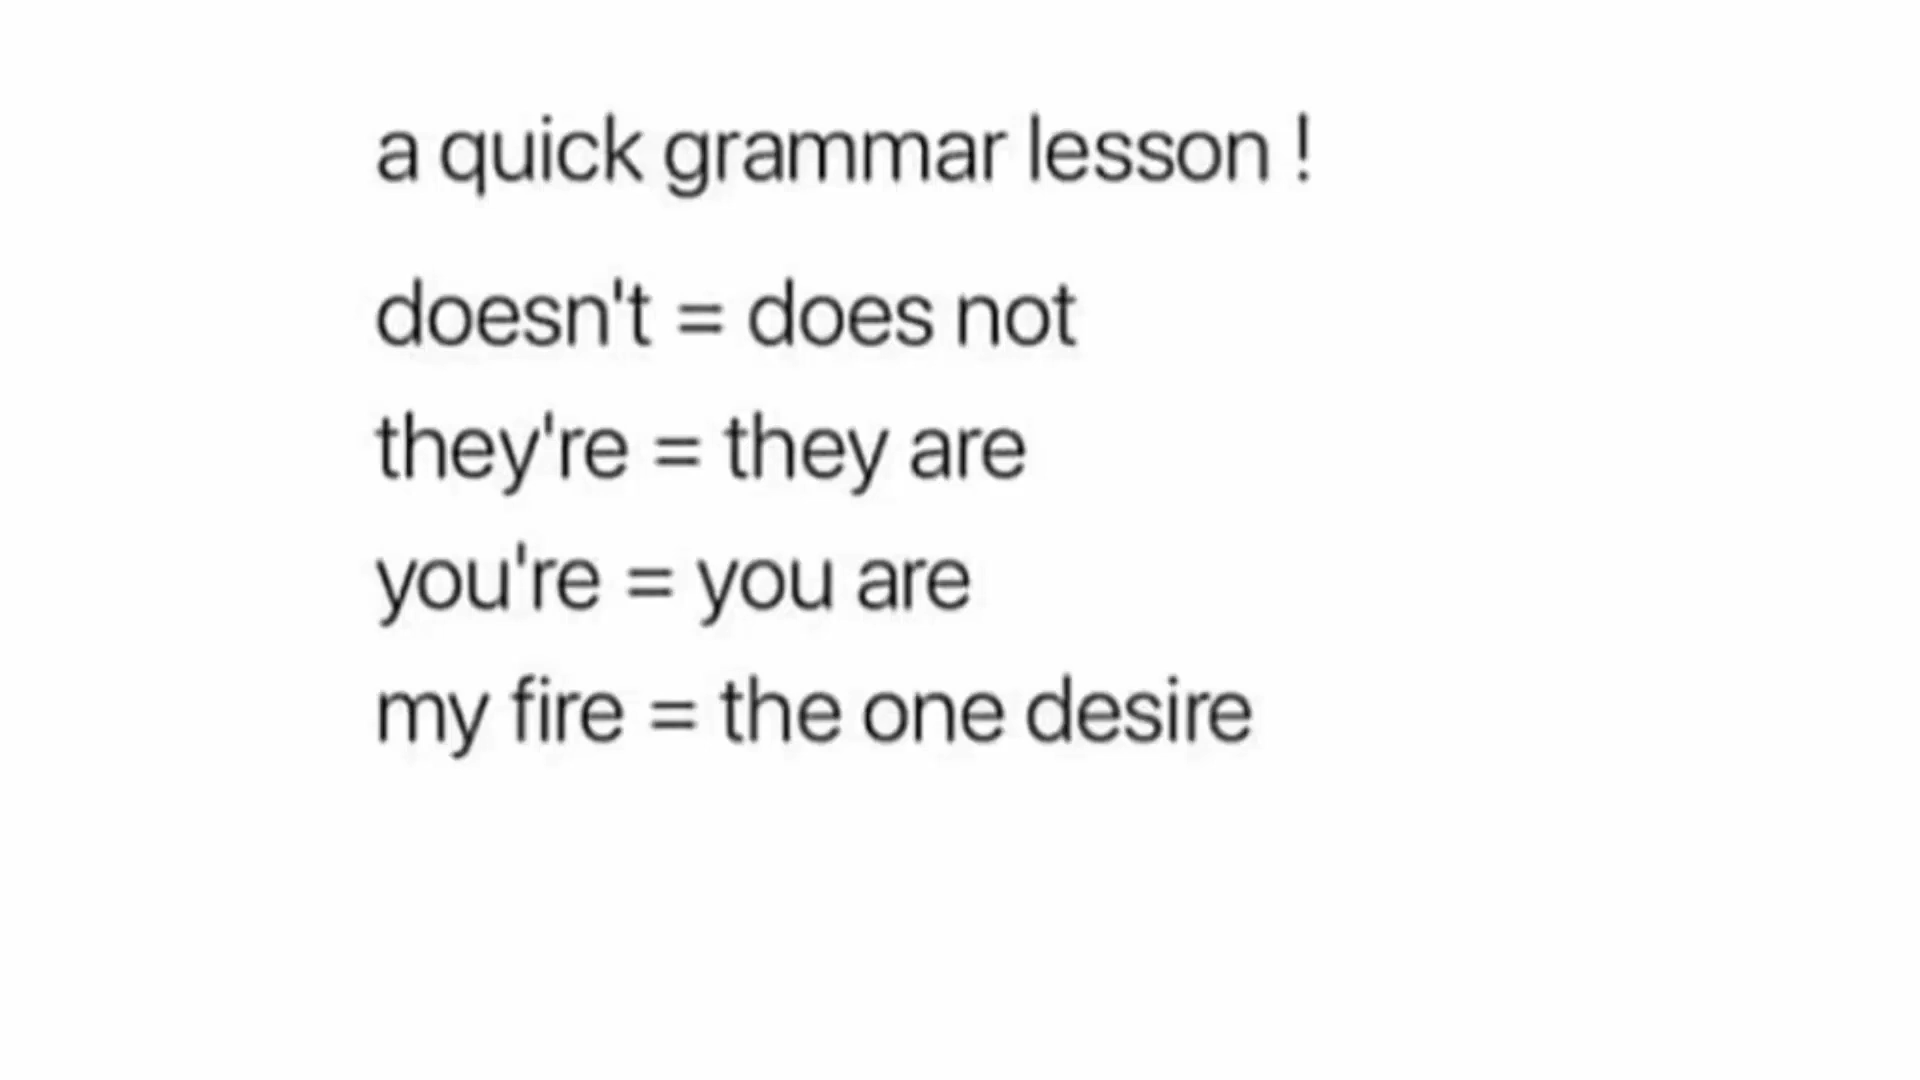 a quick grammar lesson !
doesn't = does not
they're = they are
you're = you are
my fire = the one desire